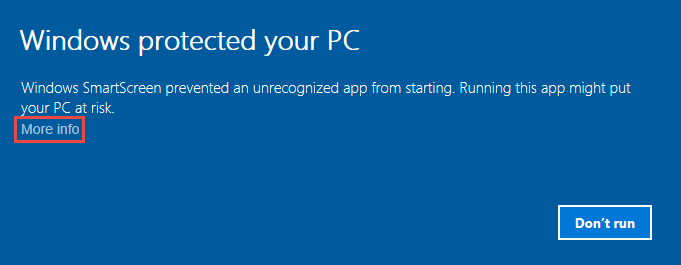 Windows protected your PC
Windows SmartScreen prevented an unrecognized app from starting. Running this app might put
your PC at risk.
More info
Don't run